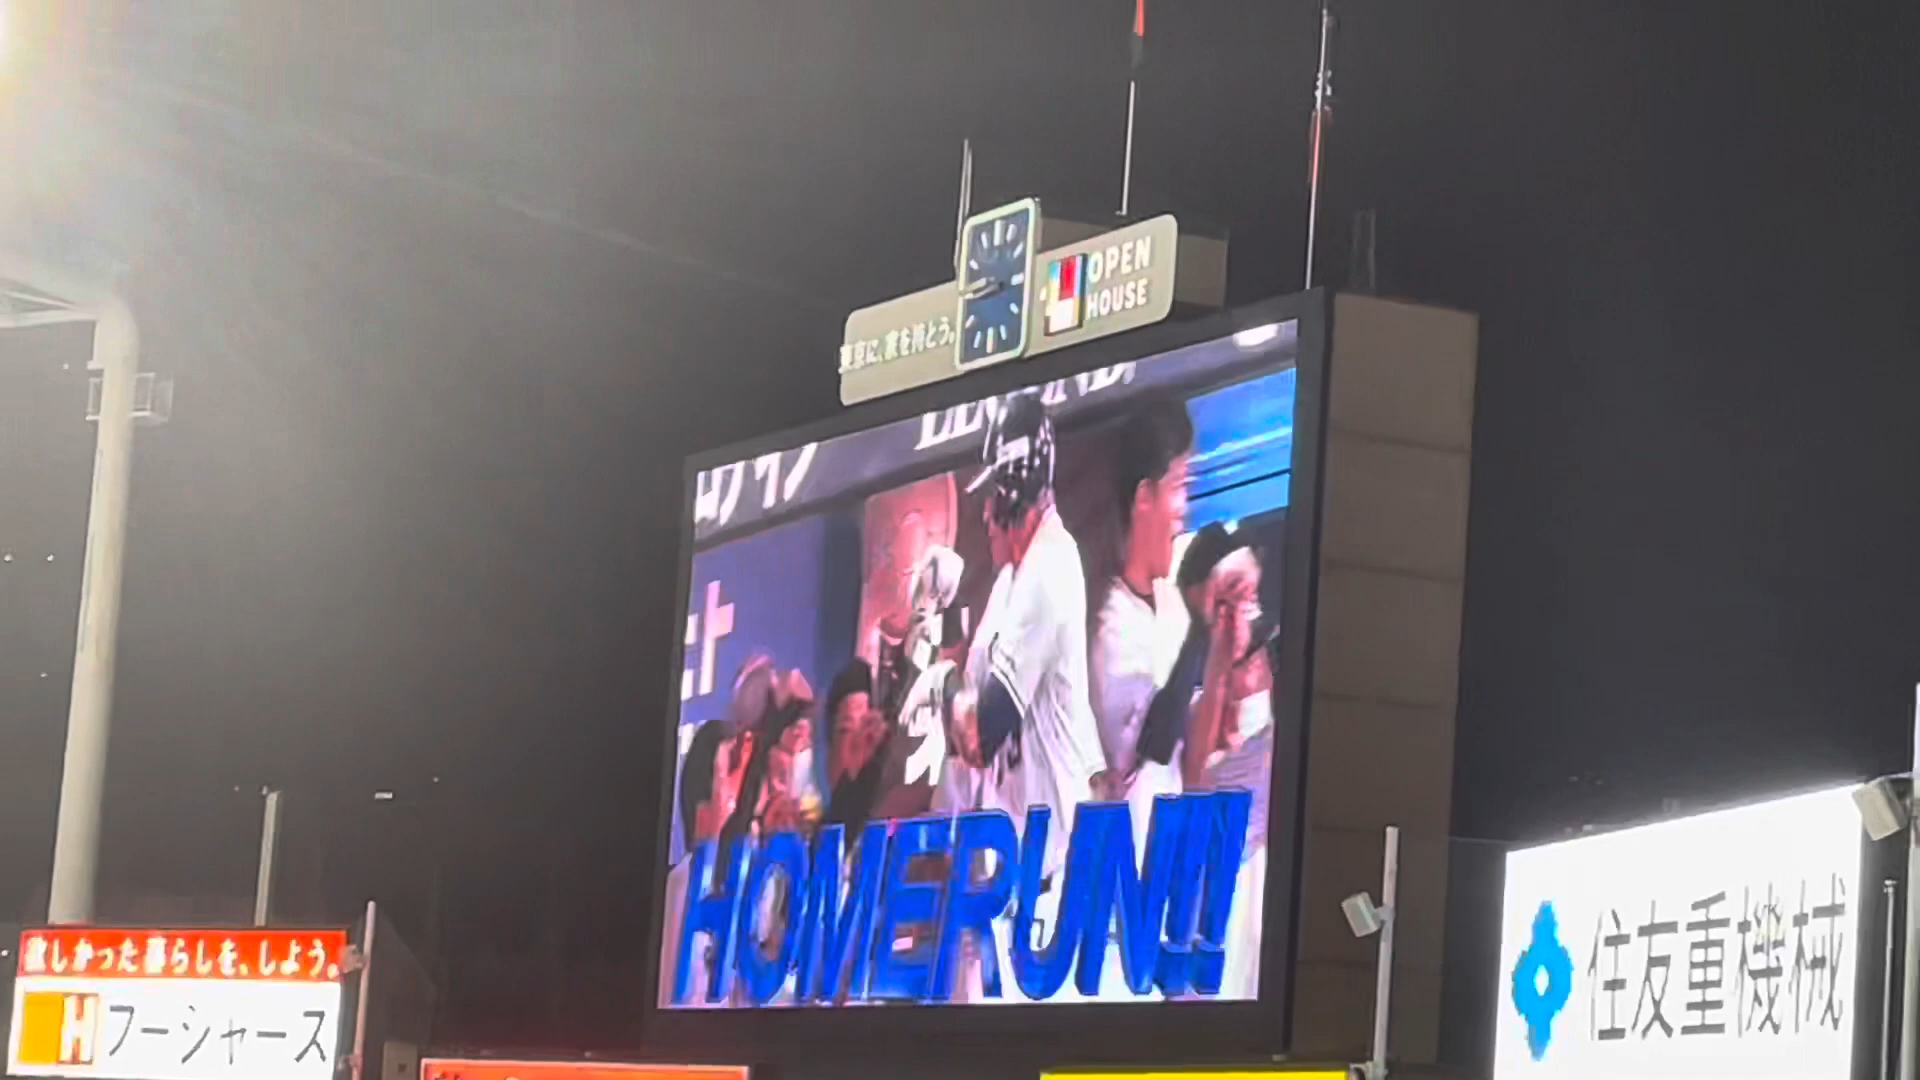 OPEN
HOUSE
東京に、家を持とう。
HOMERUN!!
欲しかった暮らしを、しよう。
フージャース
住友重機械